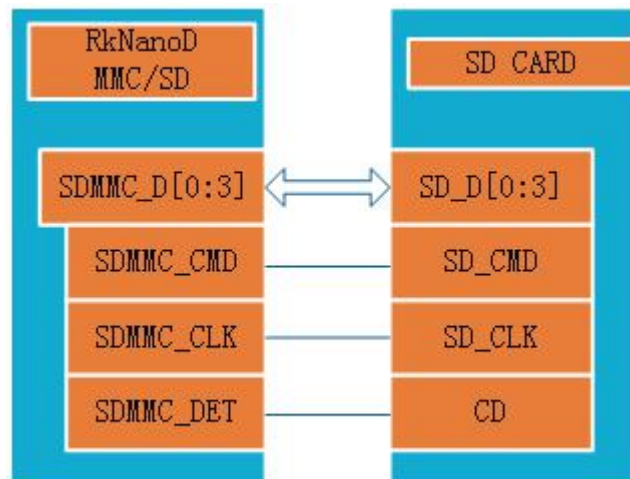 RkNanoD
MMC/SD
SD CARD
SDMMC_D[0:3]
SD_D[0:3]
SDMMC_CMD
SD_CMD
SDMMC_CLK
SD_CLK
SDMMC_DET
CD